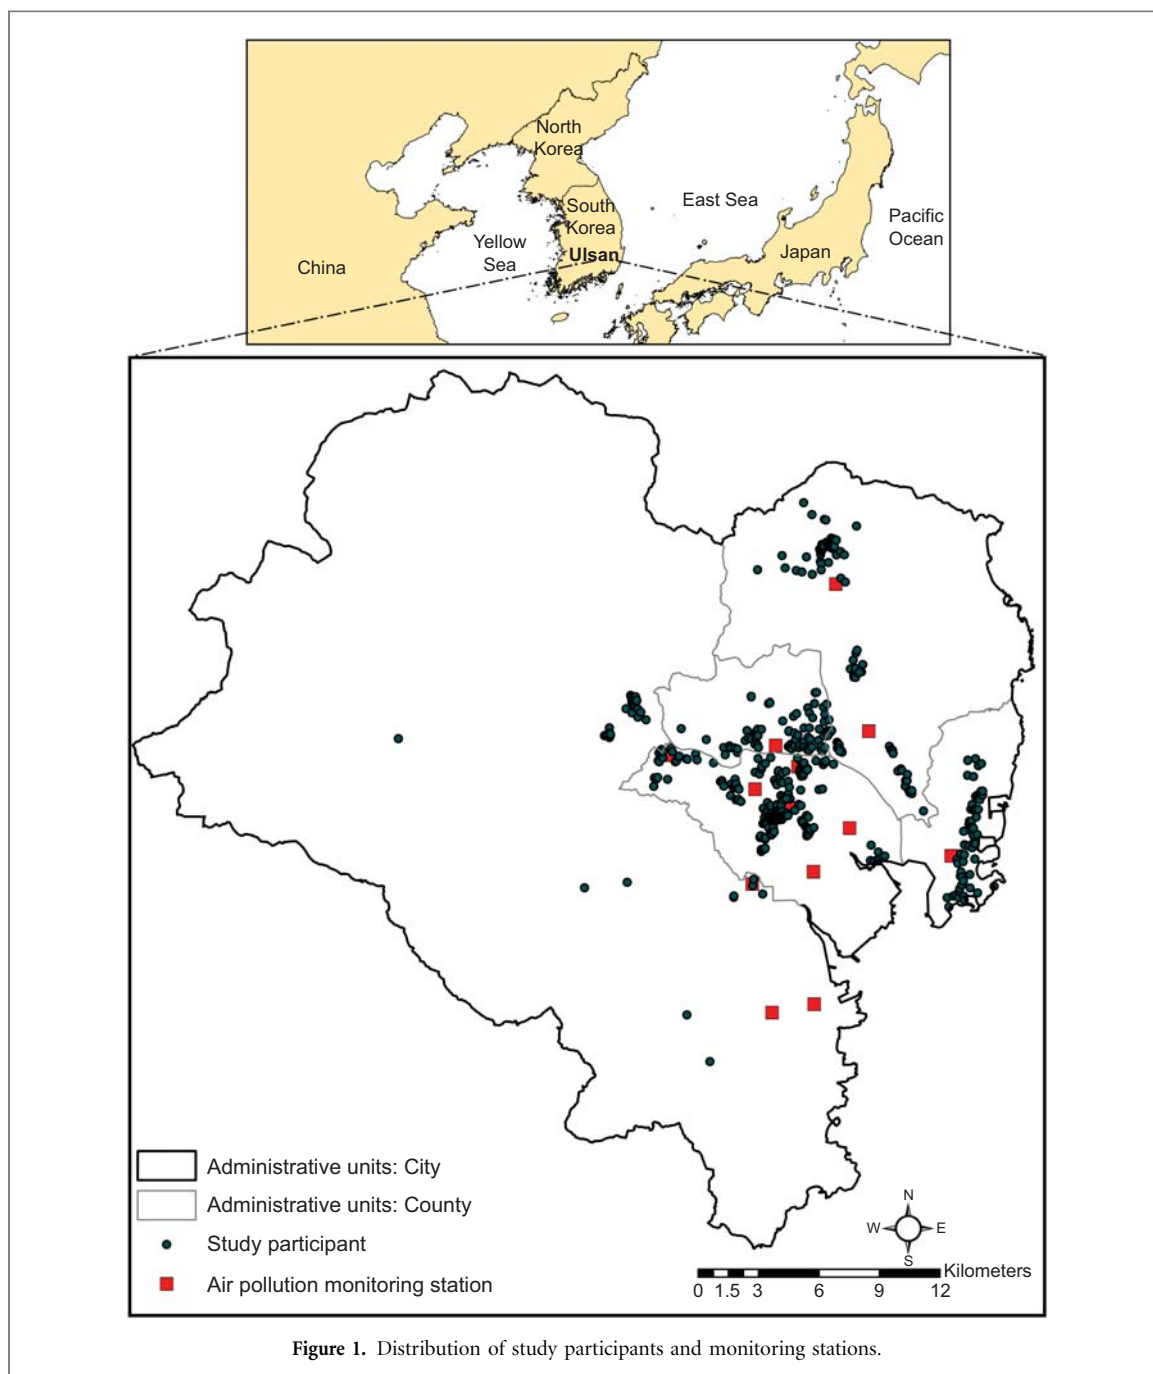 North
Korea
South
Korea
Ulsan
East Sea
Pacific
Ocean
Yellow
Sea
China
Japan
Administrative units: City
Administrative units: County
Study participant
Air pollution monitoring station
N
W
E
S
Kilometers
0 1.5 3 6 9 12
Figure 1. Distribution of study participants and monitoring stations.